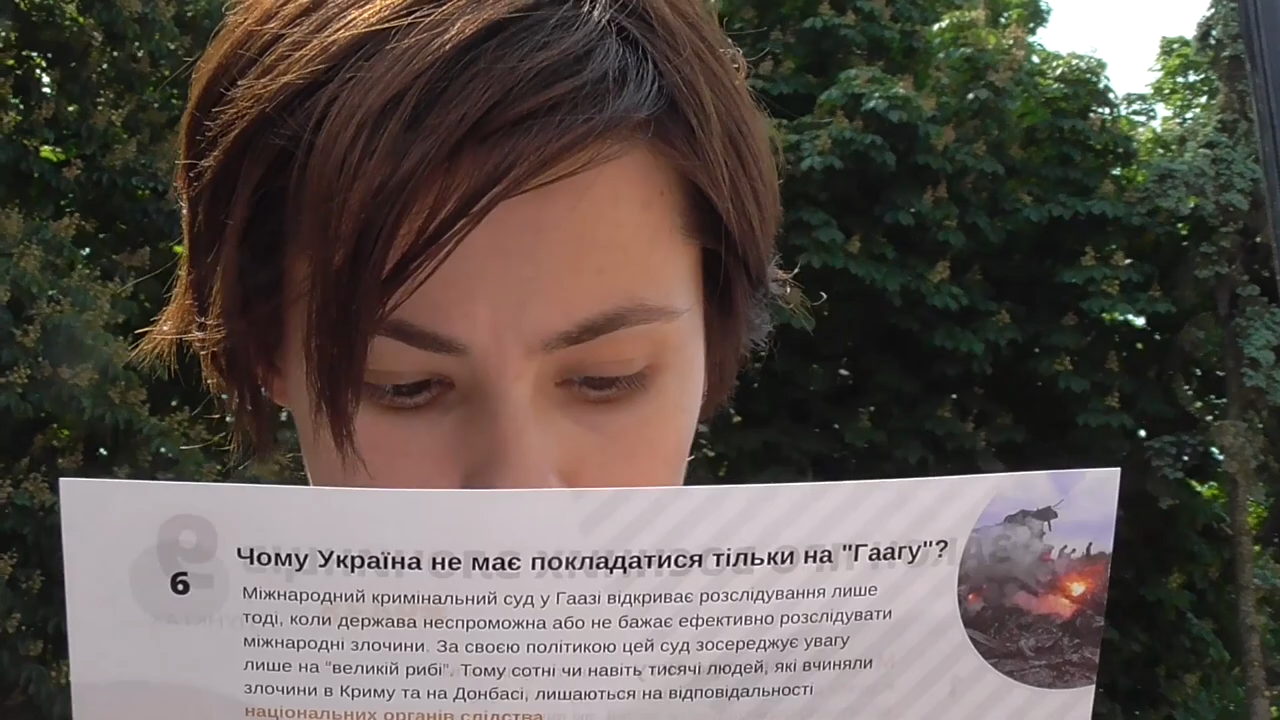 6
Чому Україна не має покладатися тільки на "Гаагу"?
Міжнародний кримінальний суд у Гаазі відкриває розслідування лише
тоді, коли держава неспроможна або не бажає ефективно розслідувати
міжнародні злочини. За своєю політикою цей суд зосереджує увагу
лише на "великій рибі". Тому сотні чи навіть тисячі людей, які вчиняли
злочини в Криму та на Донбасі, лишаються на відповідальності
національних органів слідства